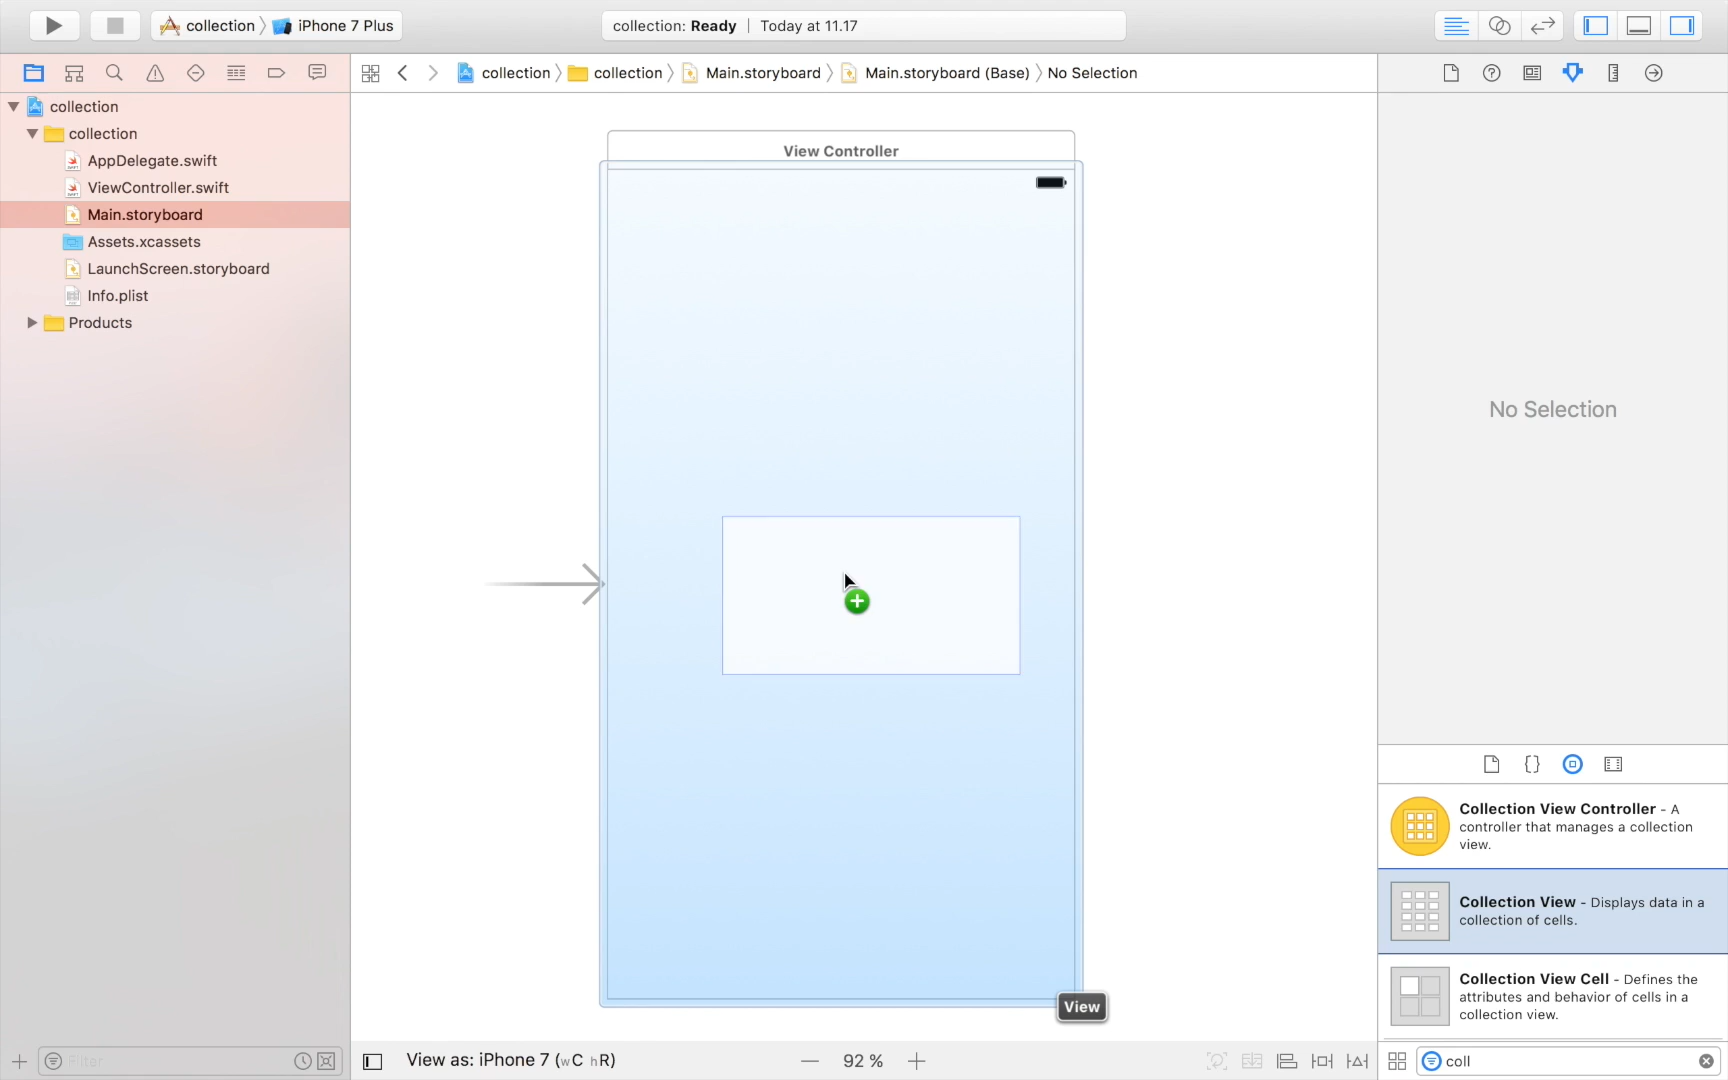 collection 〉 iPhone 7 Plus
collection: Ready | Today at 11.17
collection 〉 collection 〉 Main.storyboard 〉 Main.storyboard (Base) 〉 No Selection
collection
collection
AppDelegate.swift
ViewController.swift
Main.storyboard
Assets.xcassets
LaunchScreen.storyboard
Info.plist
Products
Filter
View Controller
View
View as: iPhone 7 (wC hR)
92 %
No Selection
Collection View Controller - A
controller that manages a collection
view.
Collection View - Displays data in a
collection of cells.
Collection View Cell - Defines the
attributes and behavior of cells in a
collection view.
coll